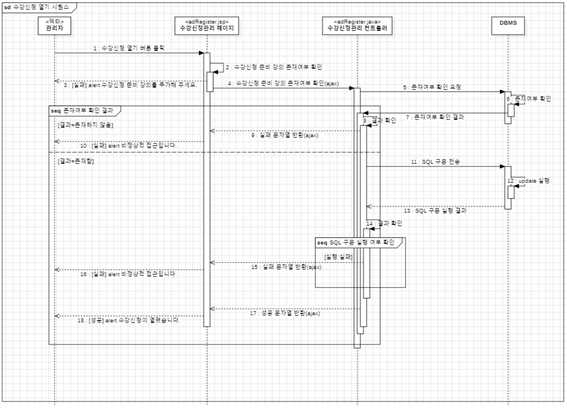 sd 수강신청 열기 시퀀스
«액터»
관리자
«adRegister.jsp»
수강신청관리 페이지
«adRegister.java»
수강신청관리 컨트롤러
DBMS
1 : 수강신청 열기 버튼 클릭
2 : 수강신청 준비 강의 존재여부 확인
3 : [실패] alert 수강신청 준비 강의를 추가해 주세요.
4 : 수강신청 준비 강의 존재여부 확인(ajax)
5 : 존재여부 확인 요청
6 : 존재여부 확인
seq 존재여부 확인 결과
7 : 존재여부 확인 결과
8 : 결과 확인
[결과=존재하지 않음]
9 : 실패 문자열 반환(ajax)
10 : [실패] alert 비정상적 접근입니다.
[결과=존재함]
11 : SQL 구문 전송
12 : update 실행
13 : SQL 구문 실행 결과
14 : 결과 확인
seq SQL 구문 실행 여부 확인
[실행 실패]
15 : 실패 문자열 반환(ajax)
16 : [실패] alert 비정상적 접근입니다.
17 : 성공 문자열 반환(ajax)
18 : [성공] alert 수강신청이 열렸습니다.